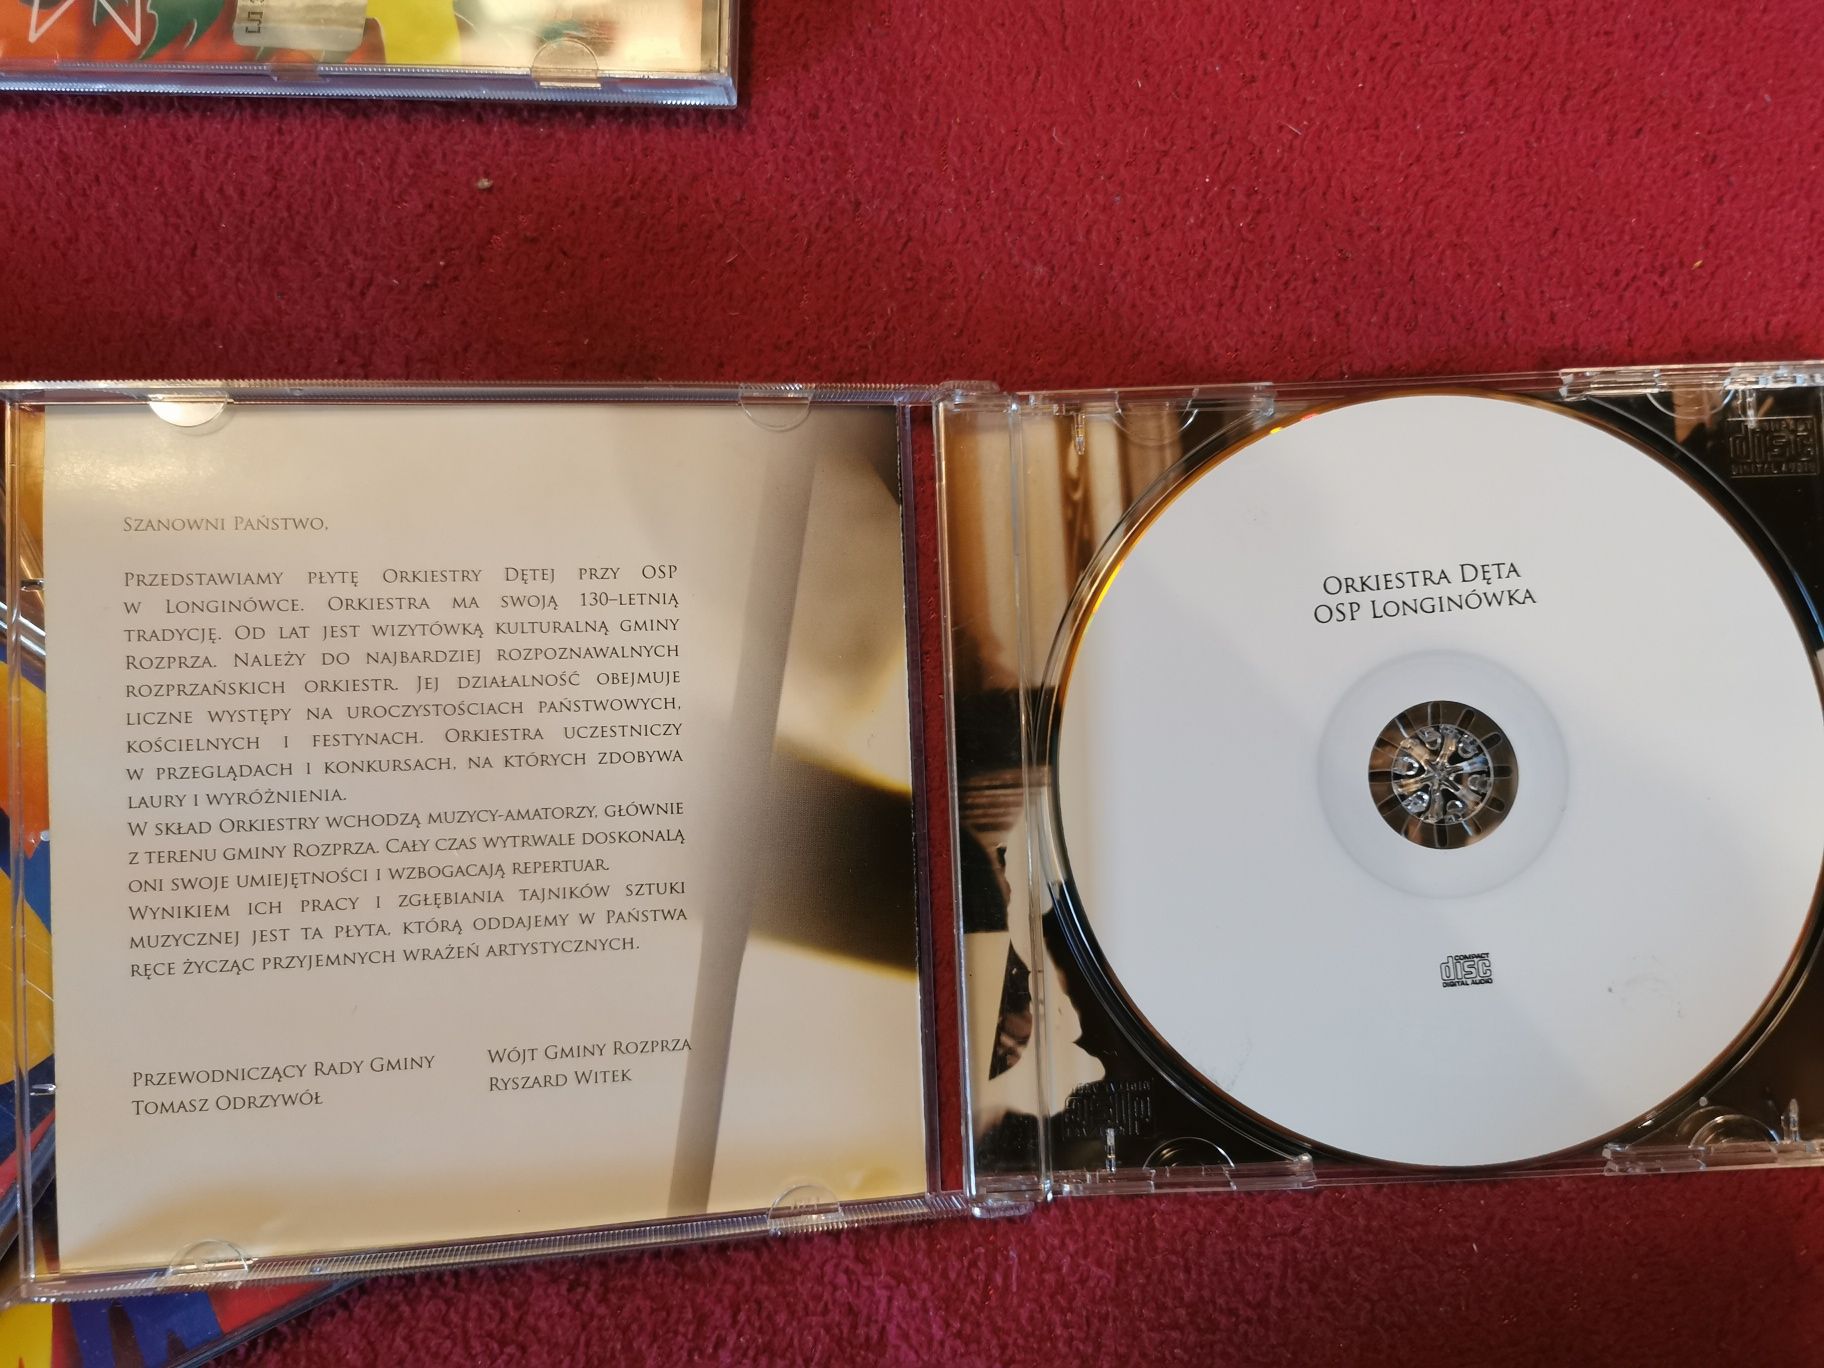 Szanowni Państwo,
Przedstawiamy płytę Orkiestry Dętej przy OSP
w Longinówce. Orkiestra ma swoją 130–letnią
tradycję. Od lat jest wizytówką kulturalną gminy
Rozprza. Należy do najbardziej rozpoznawalnych
rozprzańskich orkiestr. Jej działalność obejmuje
liczne występy na uroczystościach państwowych,
kościelnych i festynach. Orkiestra uczestniczy
w przeglądach i konkursach, na których zdobywa
laury i wyróżnienia.
W skład Orkiestry wchodzą muzycy-amatorzy, głównie
z terenu gminy Rozprza. Cały czas wytrwale doskonalą
oni swoje umiejętności i wzbogacają repertuar.
Wynikiem ich pracy i zgłębiania tajników sztuki
muzycznej jest ta płyta, którą oddajemy w Państwa
ręce życząc przyjemnych wrażeń artystycznych.
Przewodniczący Rady Gminy
Tomasz Odrzywół
Wójt Gminy Rozprza
Ryszard Witek
Orkiestra Dęta
OSP Longinówka
COMPACT
disc
DIGITAL AUDIO
COMPACT
disc
DIGITAL AUDIO